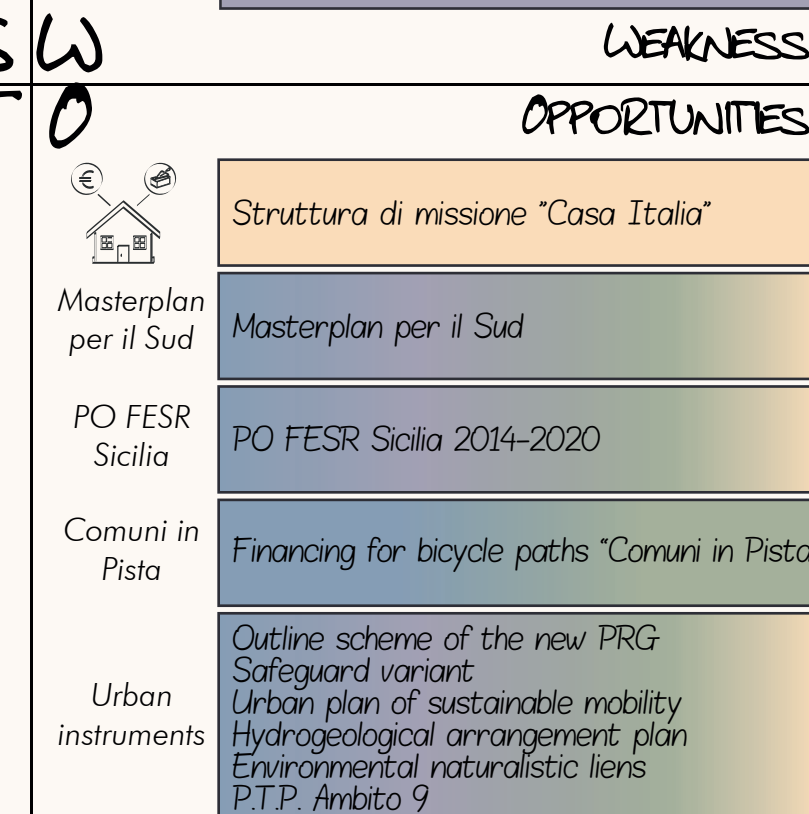 S W
WEAKNESS
T O
OPPORTUNITIES
€
Struttura di missione "Casa Italia"
Masterplan
per il Sud
Masterplan per il Sud
PO FESR
Sicilia
PO FESR Sicilia 2014-2020
Comuni in
Pista
Financing for bicycle paths “Comuni in Pista
Urban
instruments
Outline scheme of the new PRG
Safeguard variant
Urban plan of sustainable mobility
Hydrogeological arrangement plan
Environmental naturalistic liens
P.T.P. Ambito 9